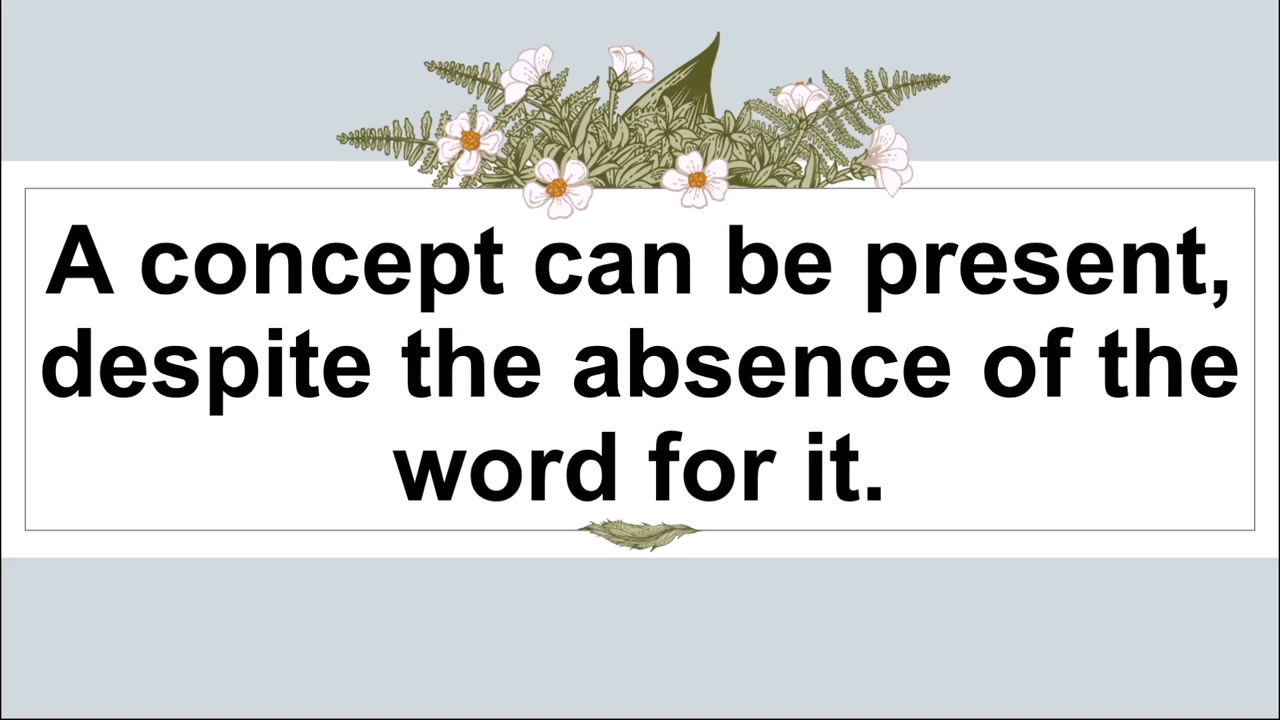 A concept can be present,
despite the absence of the
word for it.